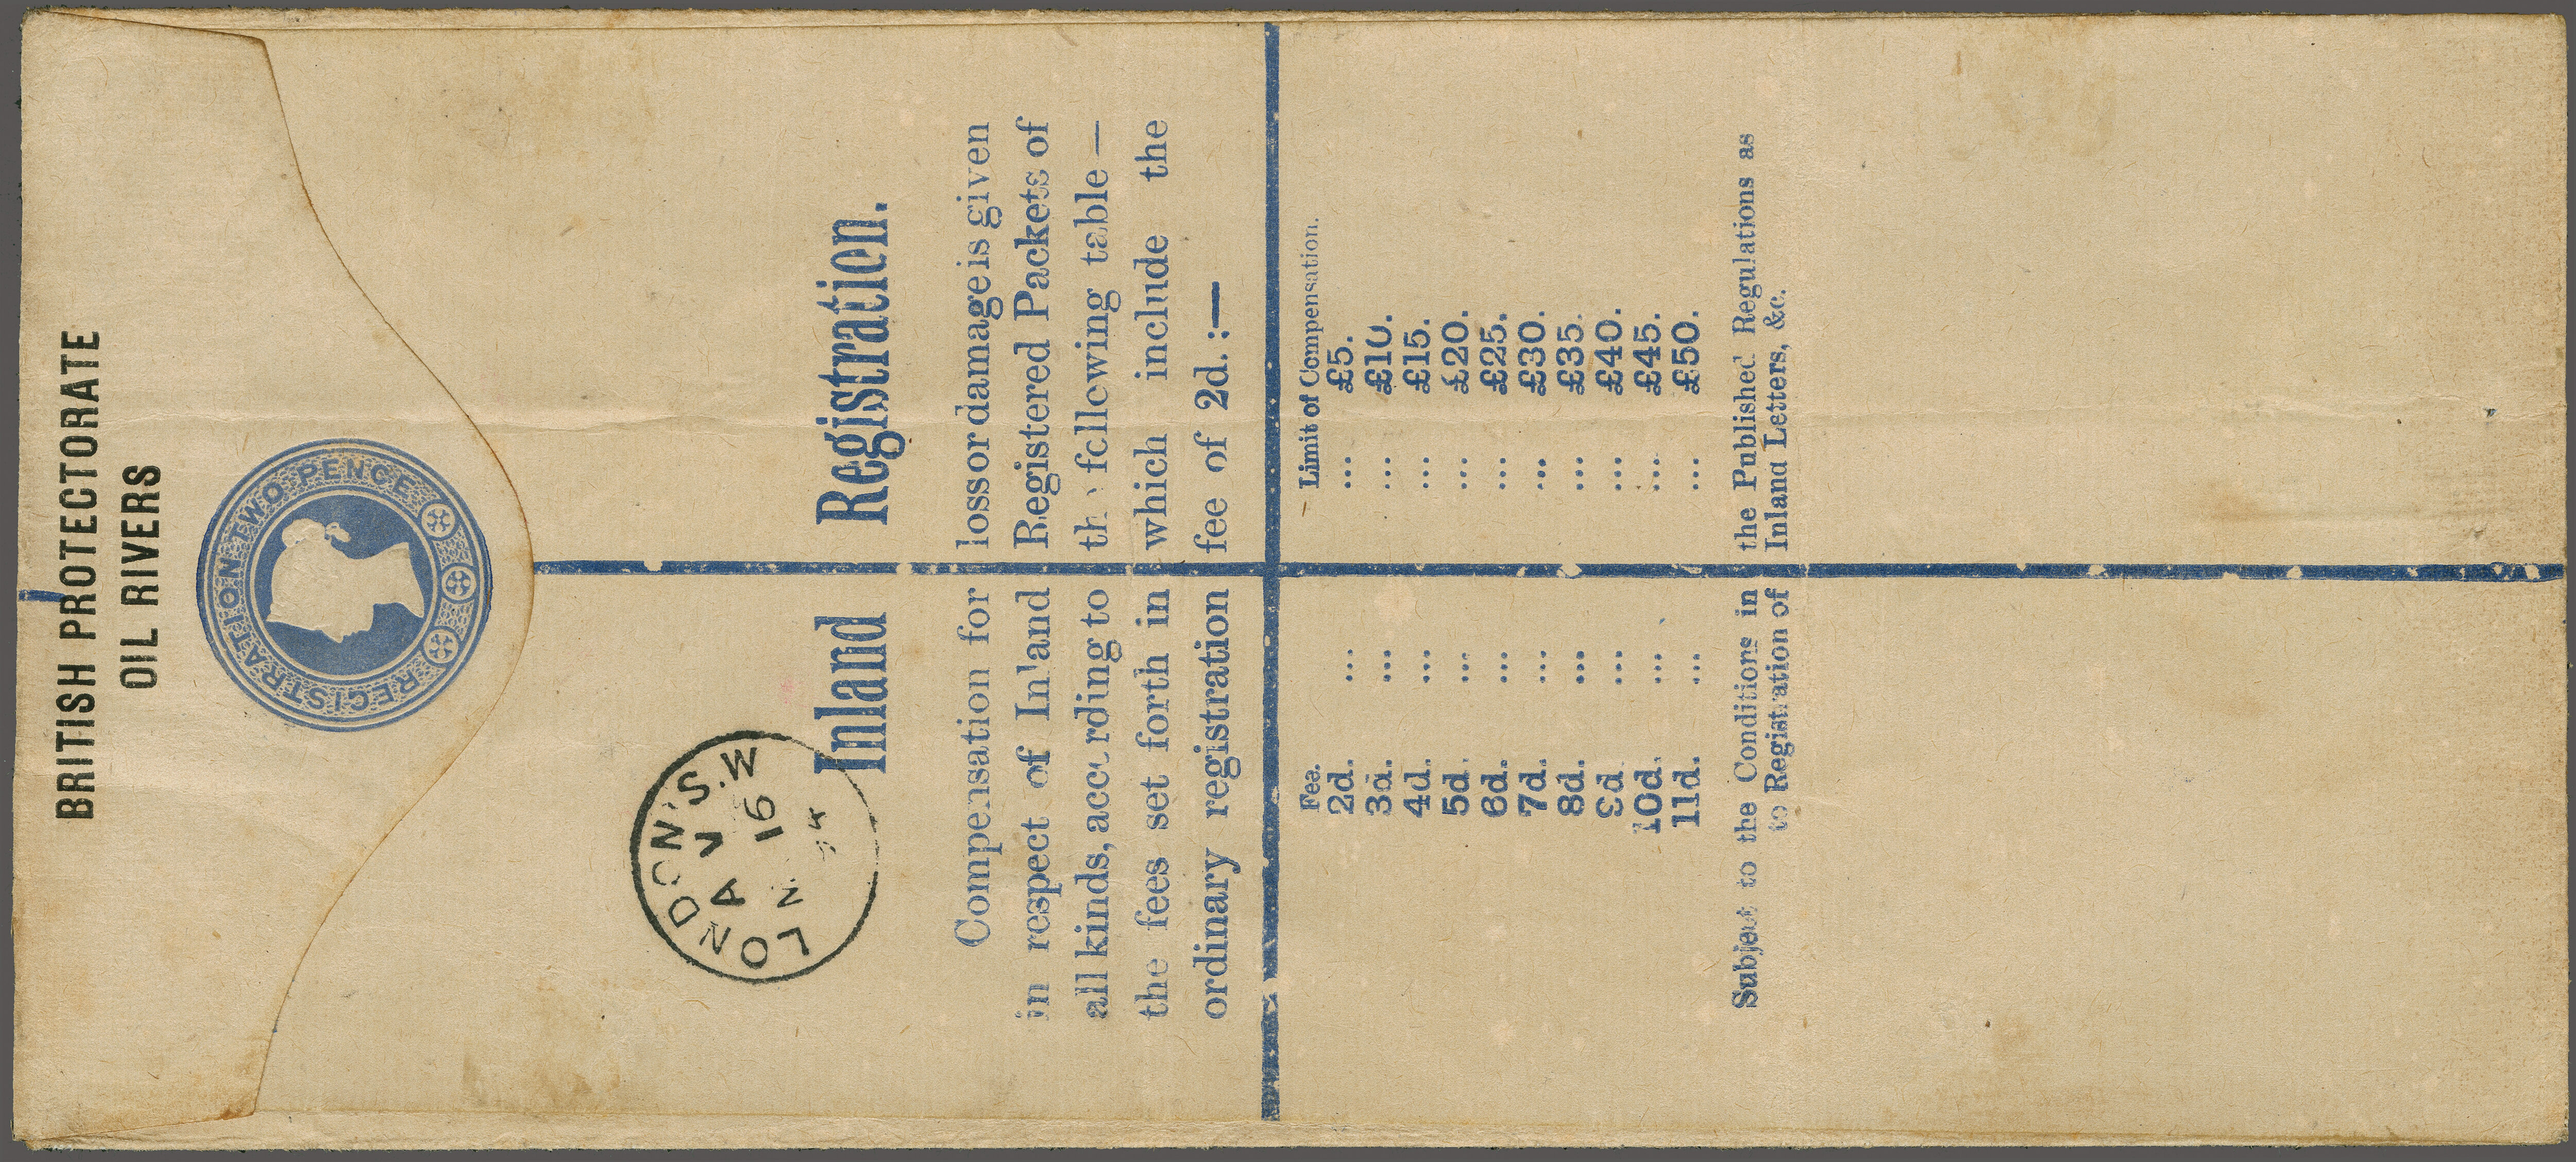 BRITISH PROTECTORATE
OIL RIVERS
REGISTRATION TWO PENCE
LONDON.S.W
AV
16
94
Inland Registration.
Compensation for loss or damage is given
in respect of Inland Registered Packets of
all kinds, according to the following table —
the fees set forth in which include the
ordinary registration fee of 2d. :—
Fee. Limit of Compensation.
2d. ... ... £5.
3d. ... ... £10.
4d. ... ... £15.
5d. ... ... £20.
6d. ... ... £25.
7d. ... ... £30.
8d. ... ... £35.
9d ... ... £40.
10d. ... ... £45.
11d. ... ... £50.
Subject to the Conditions in the Published Regulations as
to Registration of Inland Letters, &c.